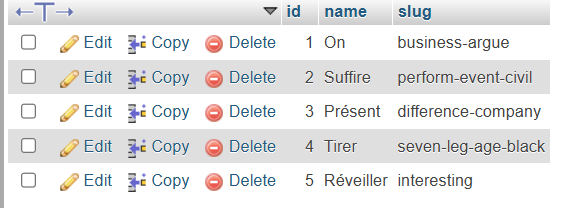 id name slug
Edit Copy Delete 1 On business-argue
Edit Copy Delete 2 Suffire perform-event-civil
Edit Copy Delete 3 Présent difference-company
Edit Copy Delete 4 Tirer seven-leg-age-black
Edit Copy Delete 5 Réveiller interesting